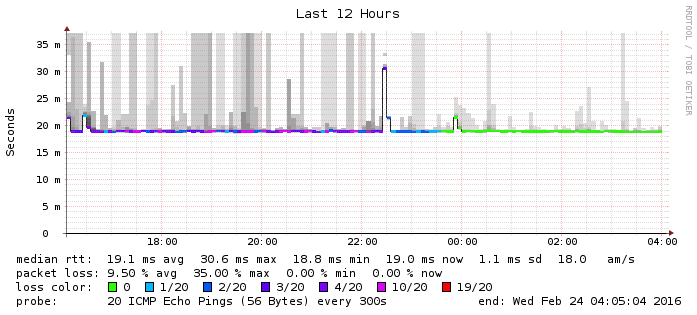 Last 12 Hours
RRDTOOL / TOBI OETIKER
Seconds
35 m
30 m
25 m
20 m
15 m
10 m
5 m
0
18:00 20:00 22:00 00:00 02:00 04:00
median rtt: 19.1 ms avg 30.6 ms max 18.8 ms min 19.0 ms now 1.1 ms sd 18.0 am/s
packet loss: 9.50 % avg 35.00 % max 0.00 % min 0.00 % now
loss color: 0 1/20 2/20 3/20 4/20 10/20 19/20
probe: 20 ICMP Echo Pings (56 Bytes) every 300s end: Wed Feb 24 04:05:04 2016